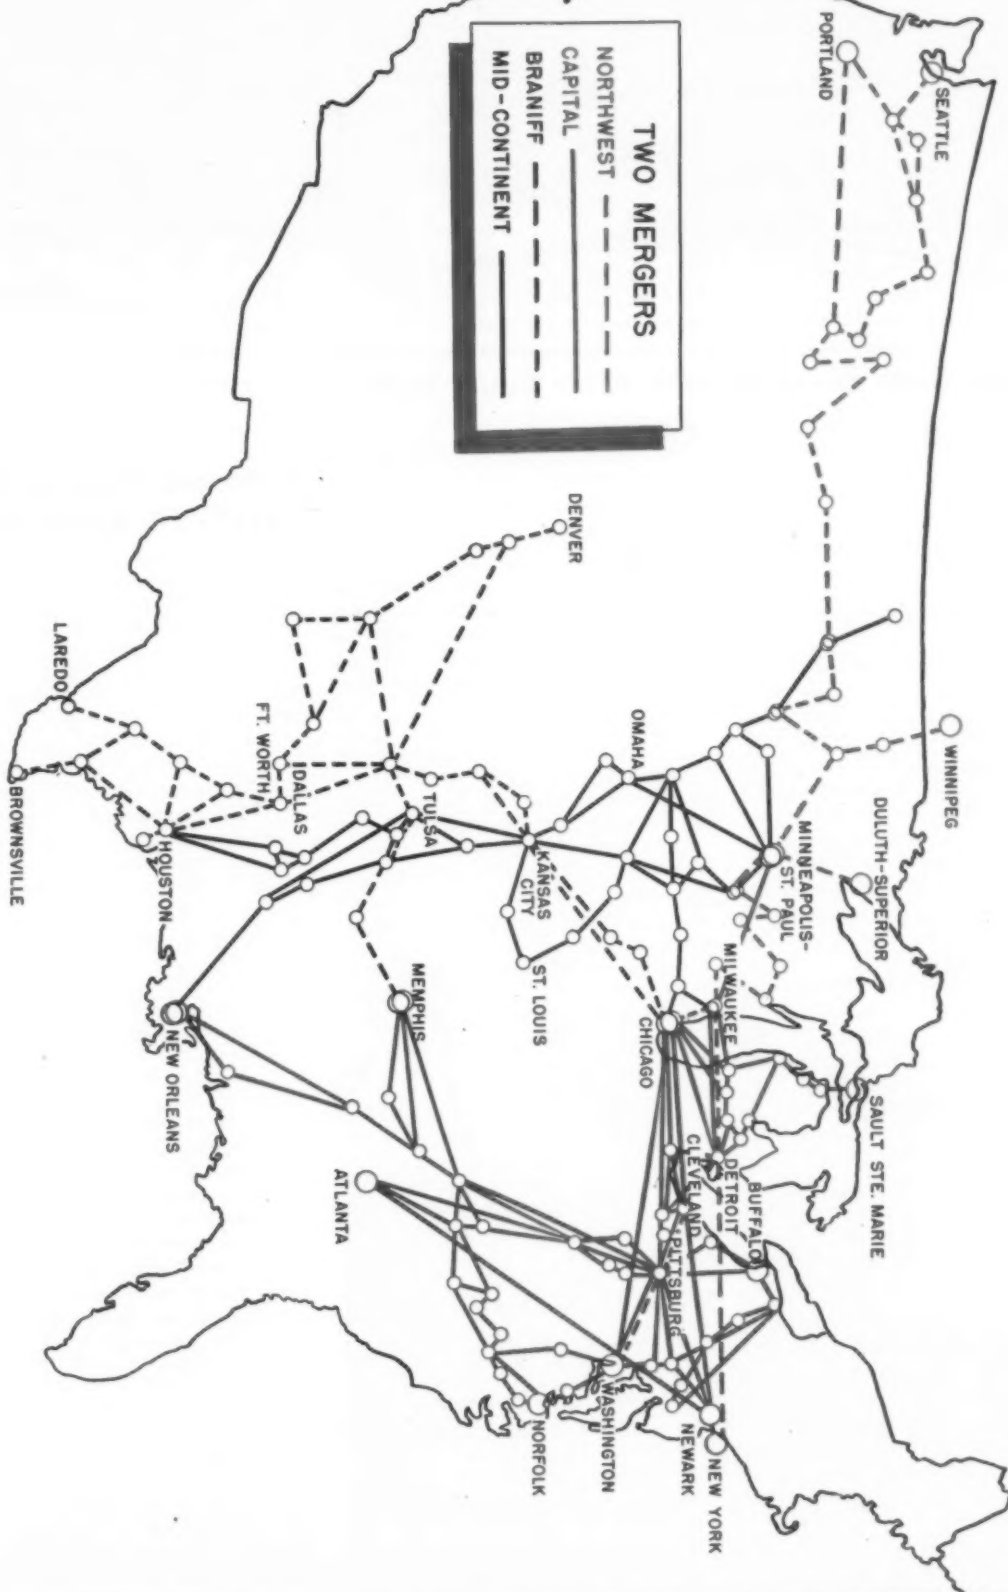 TWO MERGERS
NORTHWEST
CAPITAL
BRANIFF
MID-CONTINENT
SEATTLE
PORTLAND
WINNIPEG
DULUTH-SUPERIOR
MINNEAPOLIS-
ST. PAUL
SAULT STE. MARIE
MILWAUKEE
DETROIT
BUFFALO
CLEVELAND
CHICAGO
PITTSBURG
NEW YORK
NEWARK
WASHINGTON
NORFOLK
OMAHA
DENVER
KANSAS
CITY
ST. LOUIS
TULSA
MEMPHIS
ATLANTA
FT. WORTH
DALLAS
HOUSTON
NEW ORLEANS
LAREDO
BROWNSVILLE